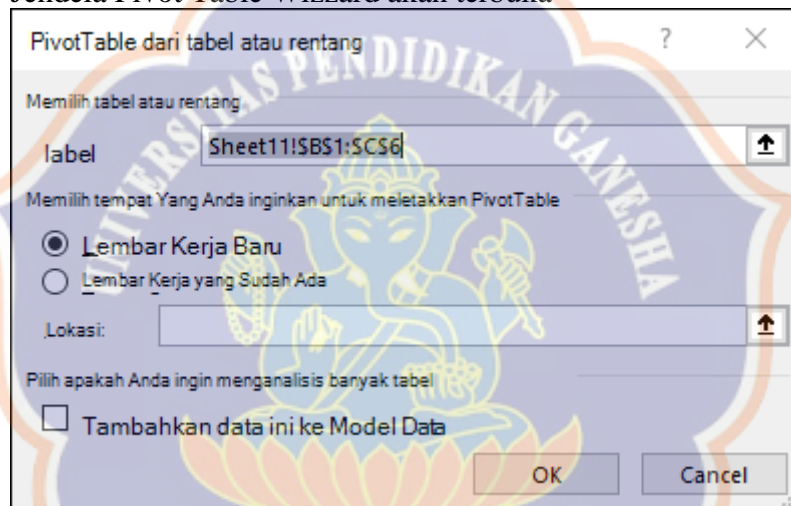 Jendela Pivot Table Wizzard akan terbuka
PivotTable dari tabel atau rentang
?
Memilih tabel atau rentang
label
Sheet11!$B$1:$C$6
Memilih tempat Yang Anda inginkan untuk meletakkan PivotTable
Lembar Kerja Baru
Lembar Kerja yang Sudah Ada
Lokasi:
Pilih apakah Anda ingin menganalisis banyak tabel
Tambahkan data ini ke Model Data
OK
Cancel
UNIVERSITAS PENDIDIKAN GANESHA